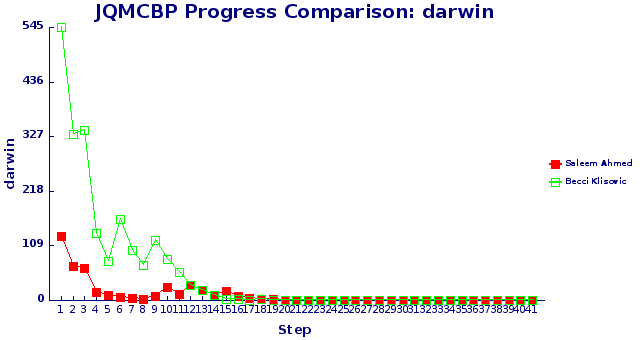 JQMCBP Progress Comparison: darwin
545
436
327
218
109
0
darwin
1 2 3 4 5 6 7 8 9 10 11 12 13 14 15 16 17 18 19 20 21 22 23 24 25 26 27 28 29 30 31 32 33 34 35 36 37 38 39 40 41
Step
Saleem Ahmed
Becci Klisovic